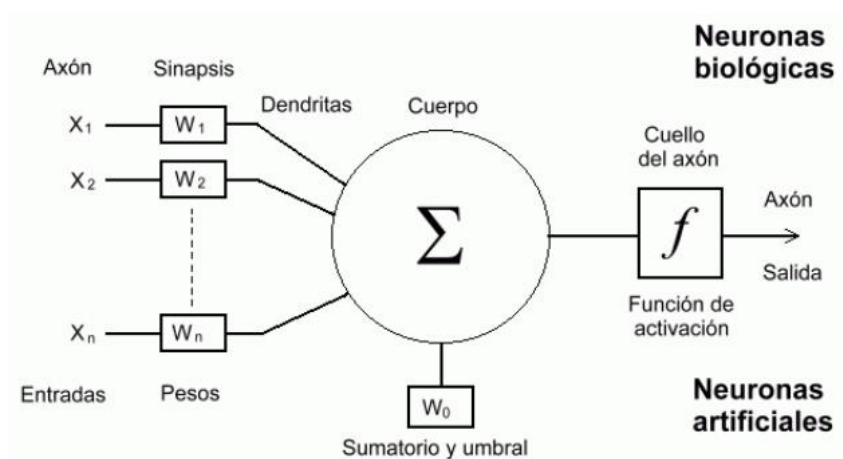 Neuronas
biológicas
Axón
Sinapsis
Dendritas
Cuerpo
Cuello
del axón
X₁
W₁
X₂
W₂
Σ
f
Axón
Salida
Xₙ
Wₙ
Función de
activación
Entradas
Pesos
W₀
Sumatorio y umbral
Neuronas
artificiales